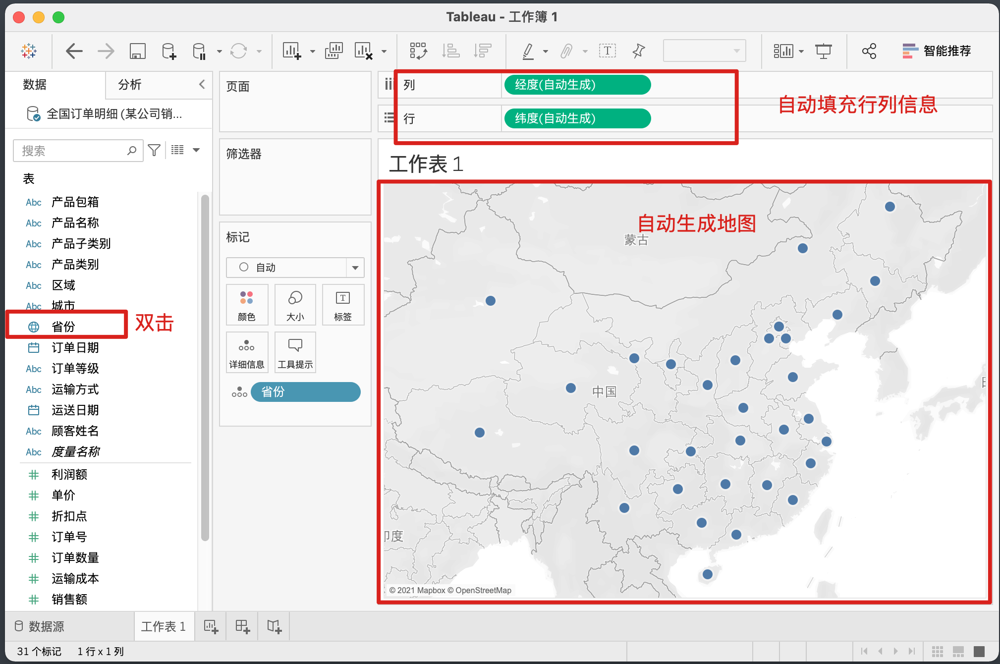 Tableau - 工作簿 1
智能推荐
数据
分析
全国订单明细 (某公司销...
搜索
表
Abc 产品包箱
Abc 产品名称
Abc 产品子类别
Abc 产品类别
Abc 区域
Abc 城市
省份
双击
订单日期
Abc 订单等级
Abc 运输方式
运送日期
Abc 顾客姓名
Abc 度量名称
利润额
单价
折扣点
订单号
订单数量
运输成本
销售额
页面
筛选器
标记
自动
颜色
大小
T
标签
详细信息
工具提示
省份
列
经度(自动生成)
行
纬度(自动生成)
自动填充行列信息
工作表 1
自动生成地图
蒙古
中国
印度
© 2021 Mapbox © OpenStreetMap
数据源
工作表 1
31 个标记
1 行 x 1 列